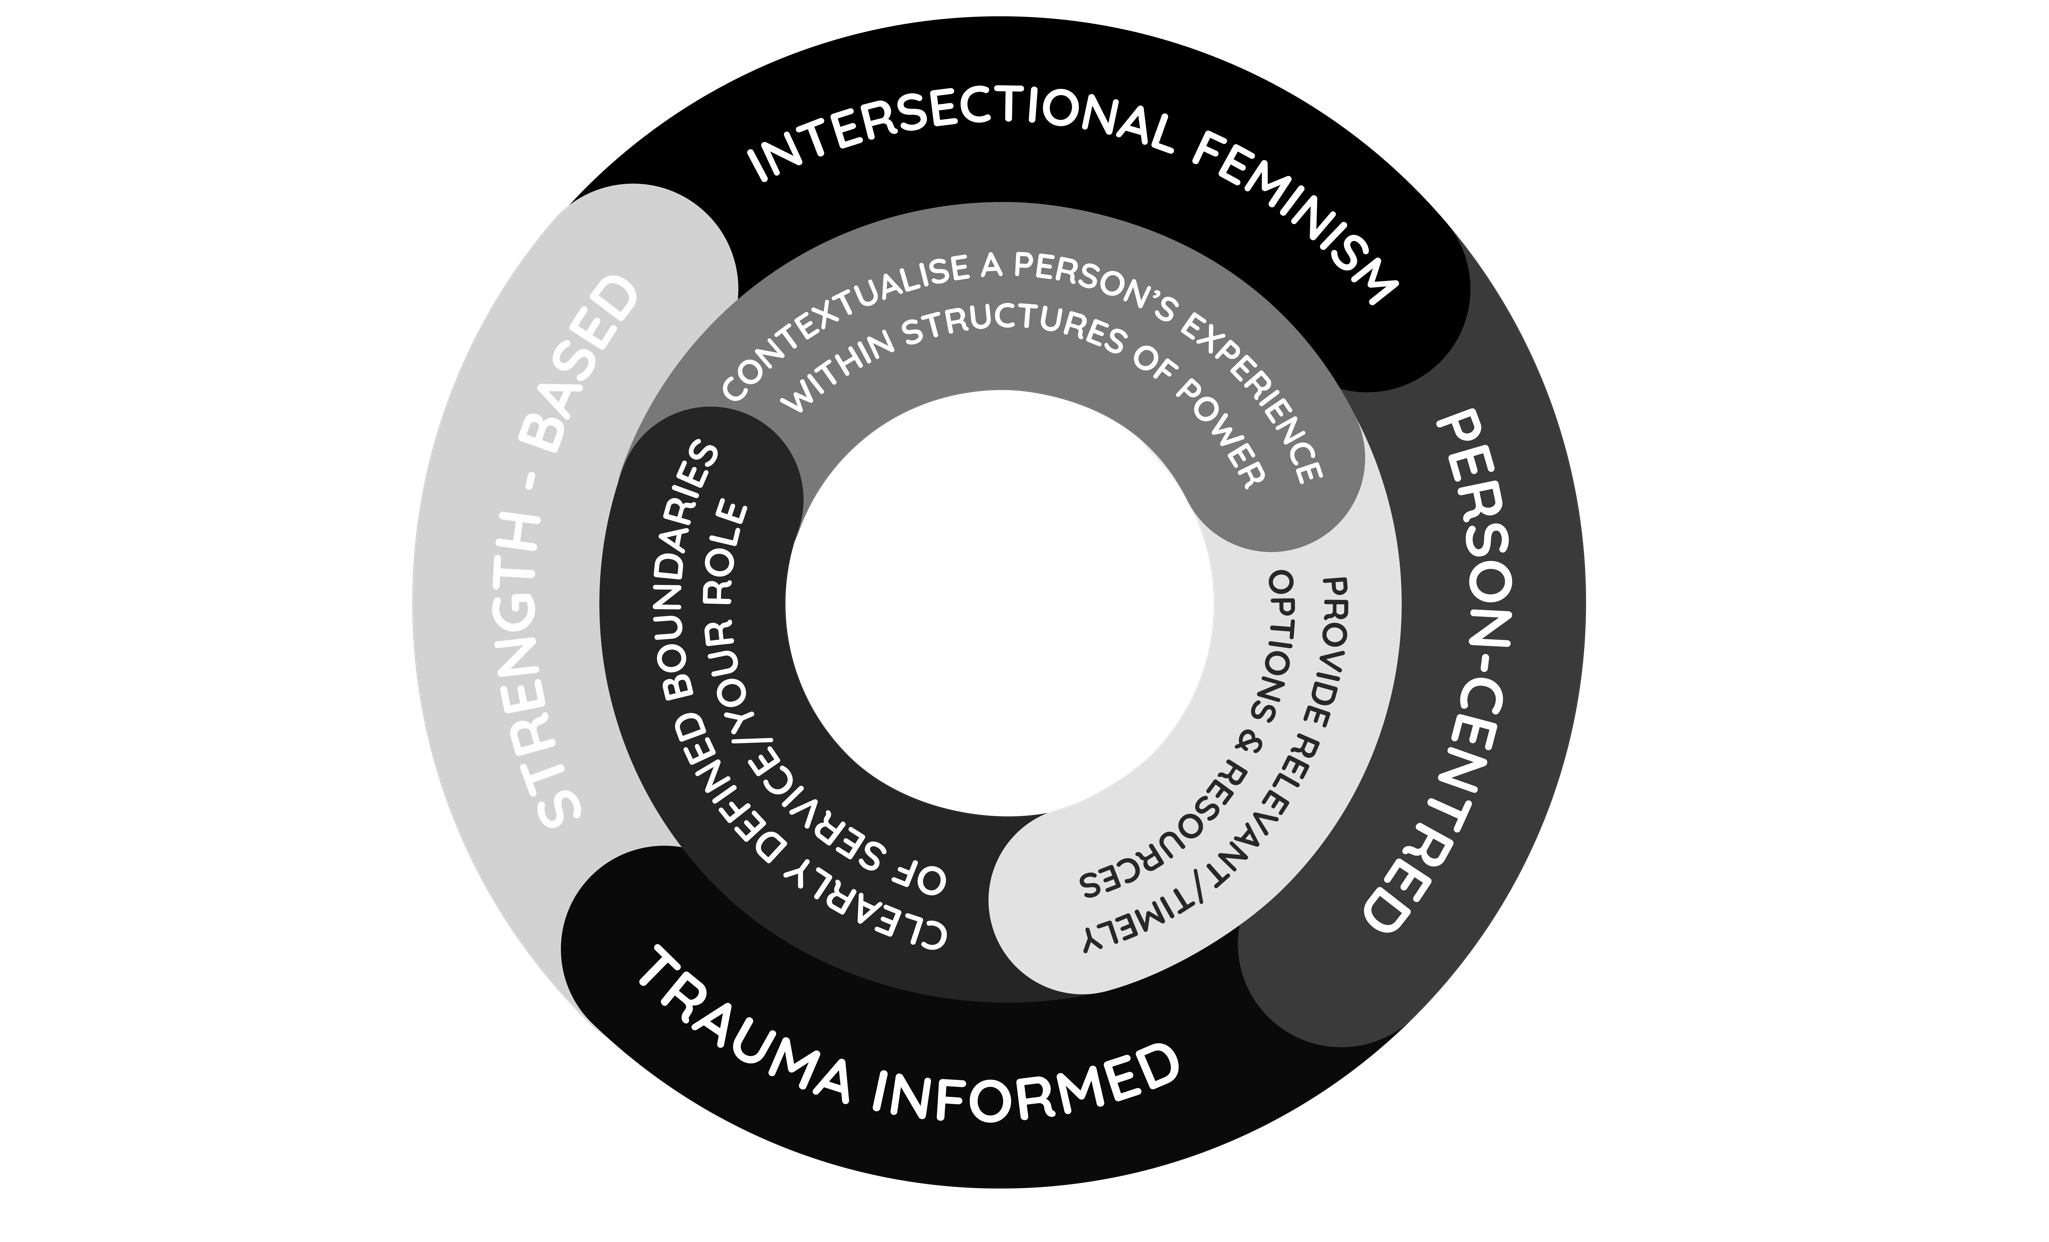 INTERSECTIONAL FEMINISM
PERSON-CENTRED
TRAUMA INFORMED
STRENGTH - BASED
CONTEXTUALISE A PERSON'S EXPERIENCE
WITHIN STRUCTURES OF POWER
PROVIDE RELEVANT/TIMELY
OPTIONS & RESOURCES
CLEARLY DEFINED BOUNDARIES
OF SERVICE/YOUR ROLE